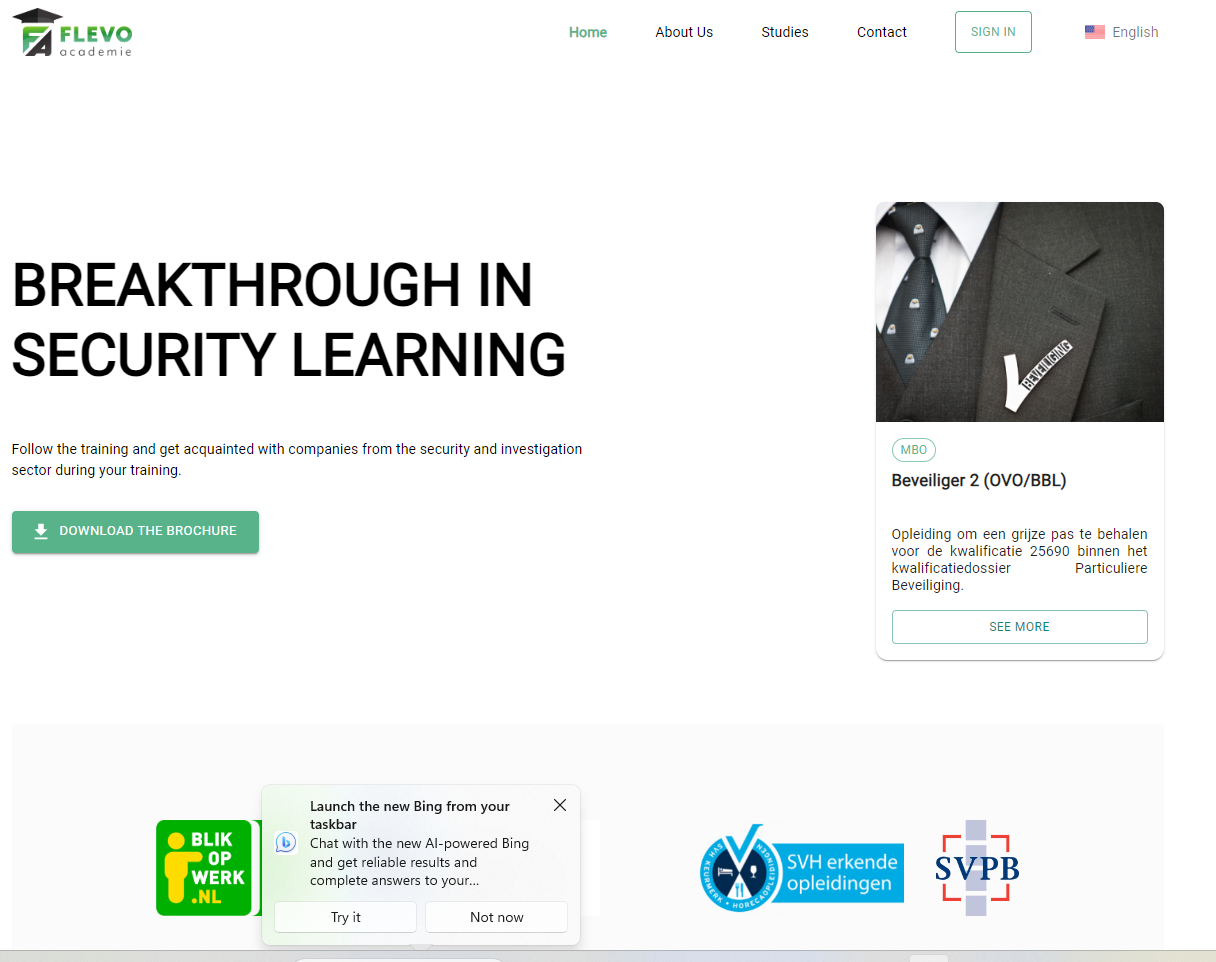 FLEVO
academie
Home
About Us
Studies
Contact
SIGN IN
English
BREAKTHROUGH IN
SECURITY LEARNING
Follow the training and get acquainted with companies from the security and investigation
sector during your training.
DOWNLOAD THE BROCHURE
BEVEILIGING
MBO
Beveiliger 2 (OVO/BBL)
Opleiding om een grijze pas te behalen
voor de kwalificatie 25690 binnen het
kwalificatiedossier Particuliere
Beveiliging.
SEE MORE
BLIK
OP
WERK
.NL
Launch the new Bing from your
taskbar
Chat with the new AI-powered Bing
and get reliable results and
complete answers to your...
Try it
Not now
SVH KEURMERK • HORECAOPLEIDINGEN
SVH erkende
opleidingen
SVPB